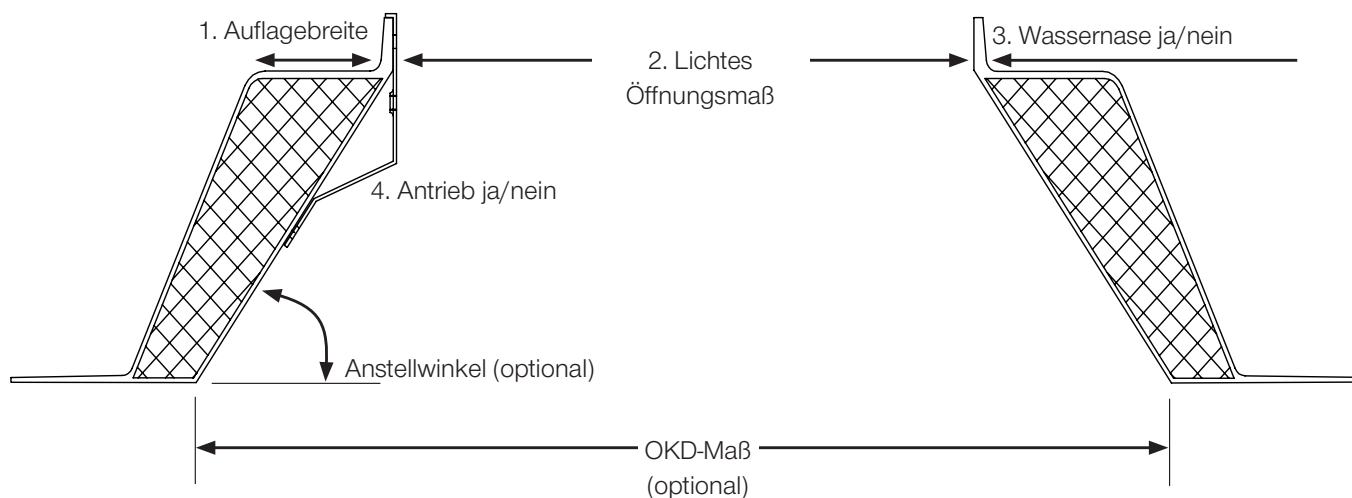 1. Auflagebreite
3. Wassernase ja/nein
2. Lichtes
Öffnungsmaß
4. Antrieb ja/nein
Anstellwinkel (optional)
OKD-Maß
(optional)